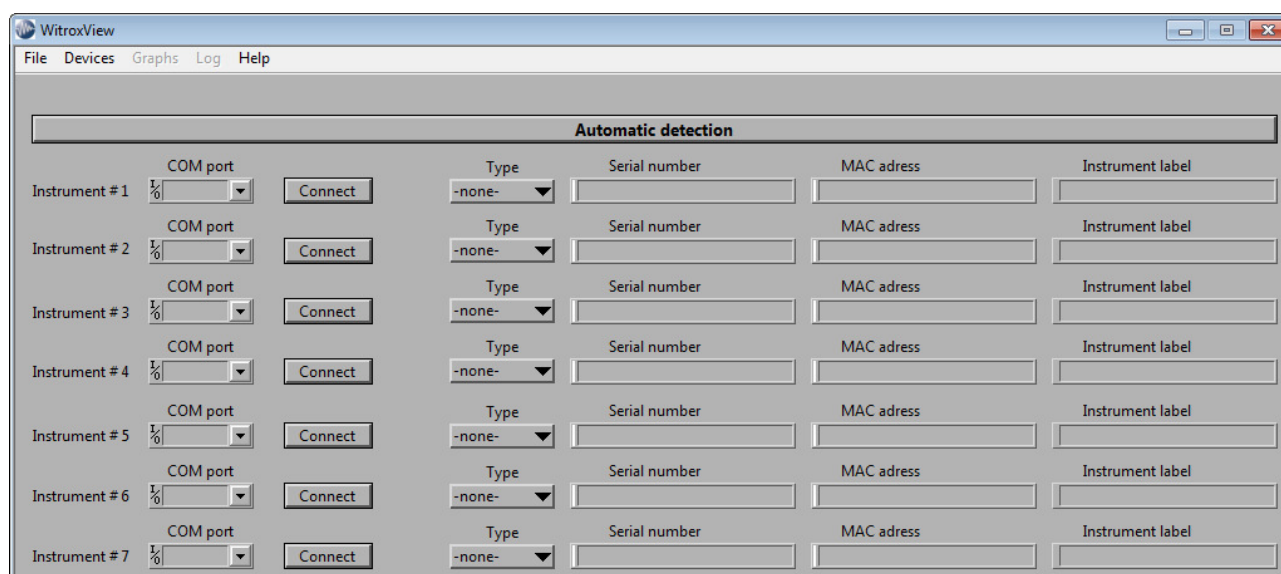 WitroxView
File Devices Graphs Log Help
Automatic detection
COM port Type Serial number MAC adress Instrument label
Instrument # 1 I/O Connect -none-
COM port Type Serial number MAC adress Instrument label
Instrument # 2 I/O Connect -none-
COM port Type Serial number MAC adress Instrument label
Instrument # 3 I/O Connect -none-
COM port Type Serial number MAC adress Instrument label
Instrument # 4 I/O Connect -none-
COM port Type Serial number MAC adress Instrument label
Instrument # 5 I/O Connect -none-
COM port Type Serial number MAC adress Instrument label
Instrument # 6 I/O Connect -none-
COM port Type Serial number MAC adress Instrument label
Instrument # 7 I/O Connect -none-